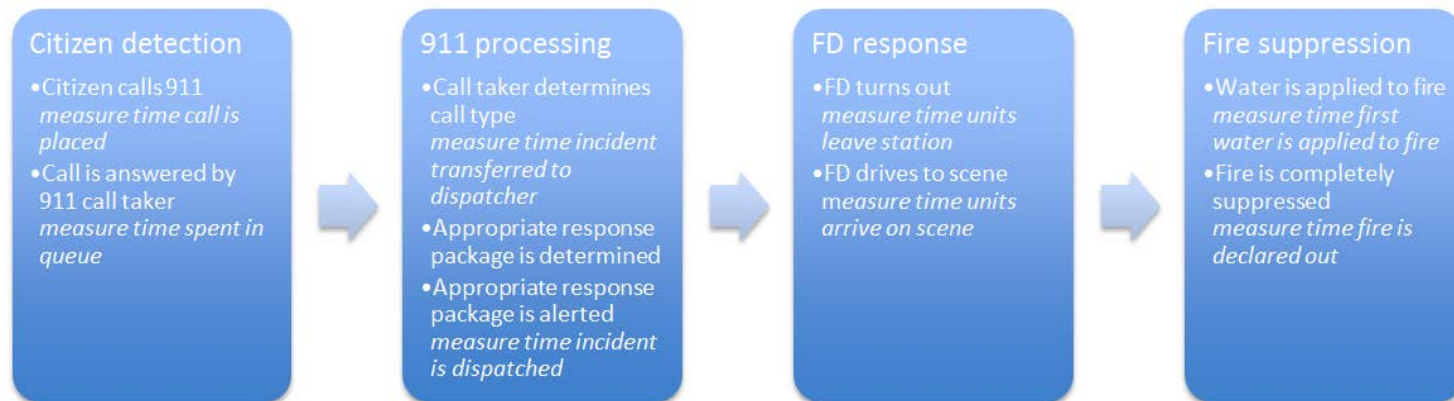 Citizen detection
•Citizen calls 911
measure time call is
placed
•Call is answered by
911 call taker
measure time spent in
queue
911 processing
•Call taker determines
call type
measure time incident
transferred to
dispatcher
•Appropriate response
package is determined
•Appropriate response
package is alerted
measure time incident
is dispatched
FD response
•FD turns out
measure time units
leave station
•FD drives to scene
measure time units
arrive on scene
Fire suppression
•Water is applied to fire
measure time first
water is applied to fire
•Fire is completely
suppressed
measure time fire is
declared out